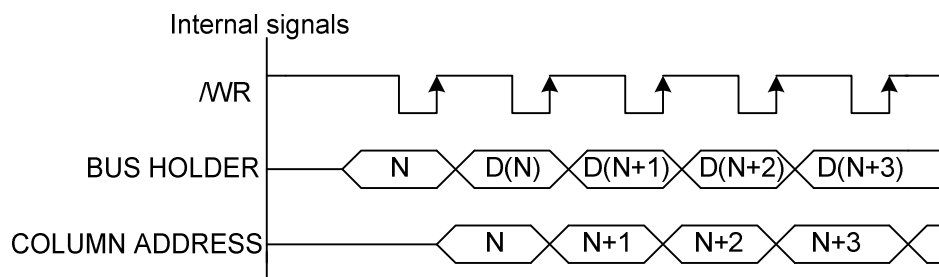 Internal signals
/WR
BUS HOLDER N D(N) D(N+1) D(N+2) D(N+3)
COLUMN ADDRESS N N+1 N+2 N+3